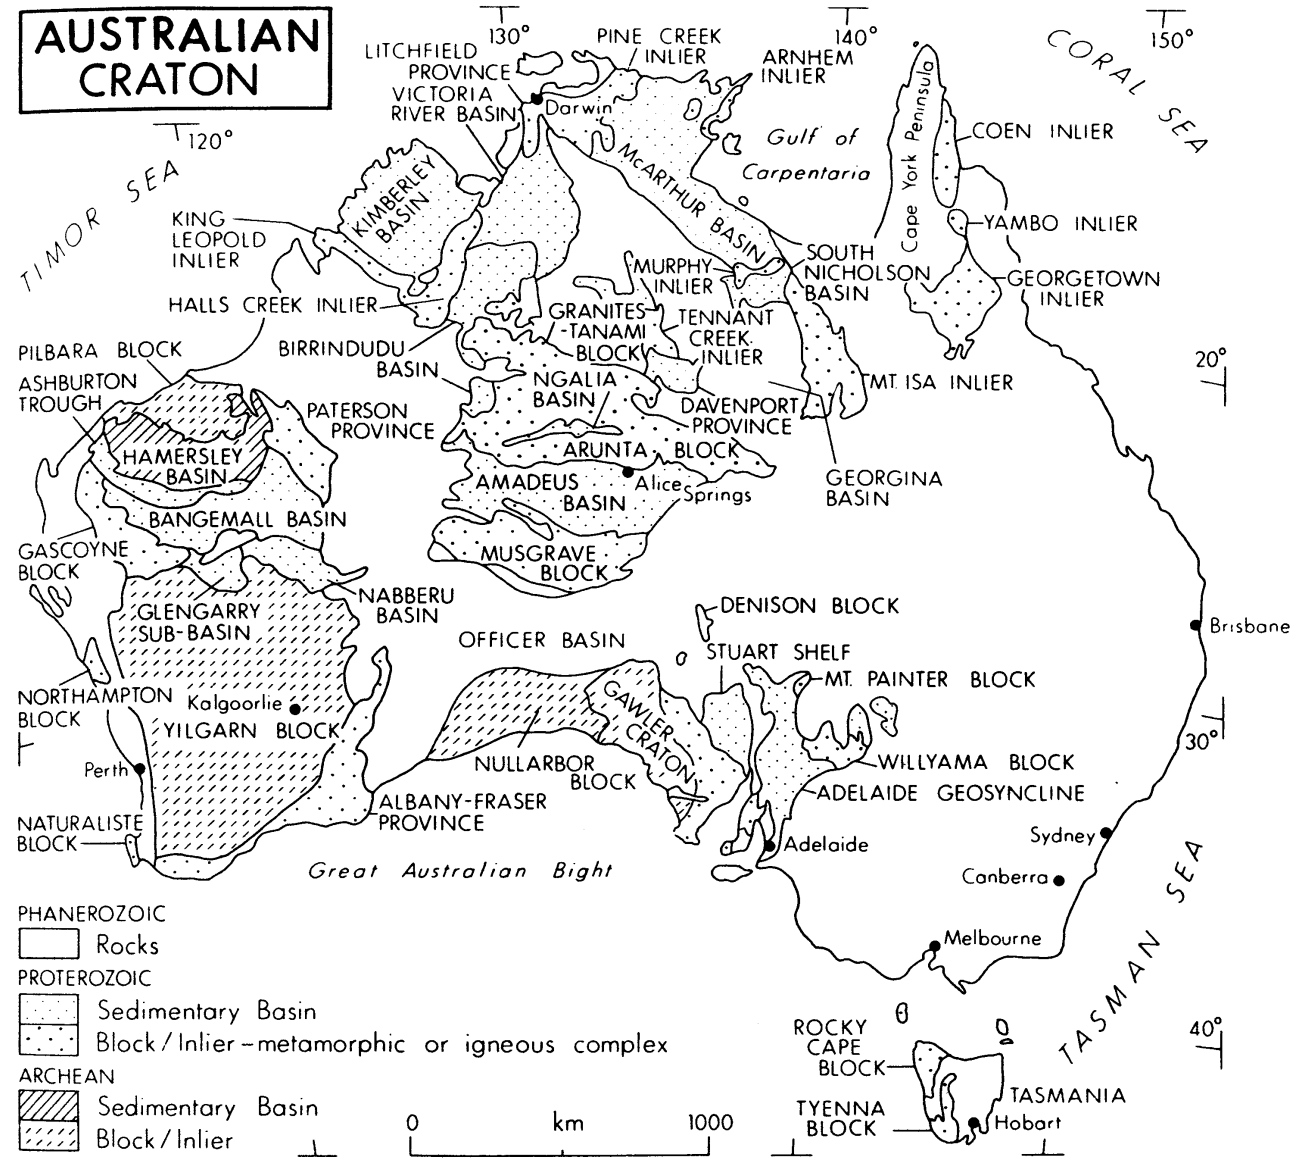 AUSTRALIAN
CRATON
130°
140°
150°
120°
LITCHFIELD
PROVINCE
VICTORIA
RIVER BASIN
PINE CREEK
INLIER
ARNHEM
INLIER
CORAL SEA
Darwin
Gulf of
Carpentaria
Cape York Peninsula
COEN INLIER
TIMOR SEA
KIMBERLEY
BASIN
McARTHUR BASIN
KING
LEOPOLD
INLIER
YAMBO INLIER
SOUTH
NICHOLSON
BASIN
MURPHY
INLIER
GEORGETOWN
INLIER
HALLS CREEK INLIER
GRANITES
-TANAMI
BLOCK
TENNANT
CREEK
INLIER
BIRRINDUDU
BASIN
PILBARA BLOCK
ASHBURTON
TROUGH
20°
NGALIA
BASIN
MT. ISA INLIER
PATERSON
PROVINCE
DAVENPORT
PROVINCE
HAMERSLEY
BASIN
ARUNTA BLOCK
GEORGINA
BASIN
AMADEUS
BASIN
Alice Springs
BANGEMALL BASIN
GASCOYNE
BLOCK
MUSGRAVE
BLOCK
NABBERU
BASIN
GLENGARRY
SUB-BASIN
DENISON BLOCK
Brisbane
OFFICER BASIN
STUART SHELF
MT. PAINTER BLOCK
NORTHAMPTON
BLOCK
Kalgoorlie
YILGARN BLOCK
GAWLER
CRATON
30°
Perth
NULLARBOR
BLOCK
WILLYAMA BLOCK
ALBANY-FRASER
PROVINCE
ADELAIDE GEOSYNCLINE
NATURALISTE
BLOCK
Adelaide
Sydney
Great Australian Bight
Canberra
TASMAN SEA
Melbourne
PHANEROZOIC
Rocks
PROTEROZOIC
Sedimentary Basin
Block/Inlier-metamorphic or igneous complex
ARCHEAN
Sedimentary Basin
Block/Inlier
0 km 1000
ROCKY
CAPE
BLOCK
40°
TASMANIA
TYENNA
BLOCK
Hobart